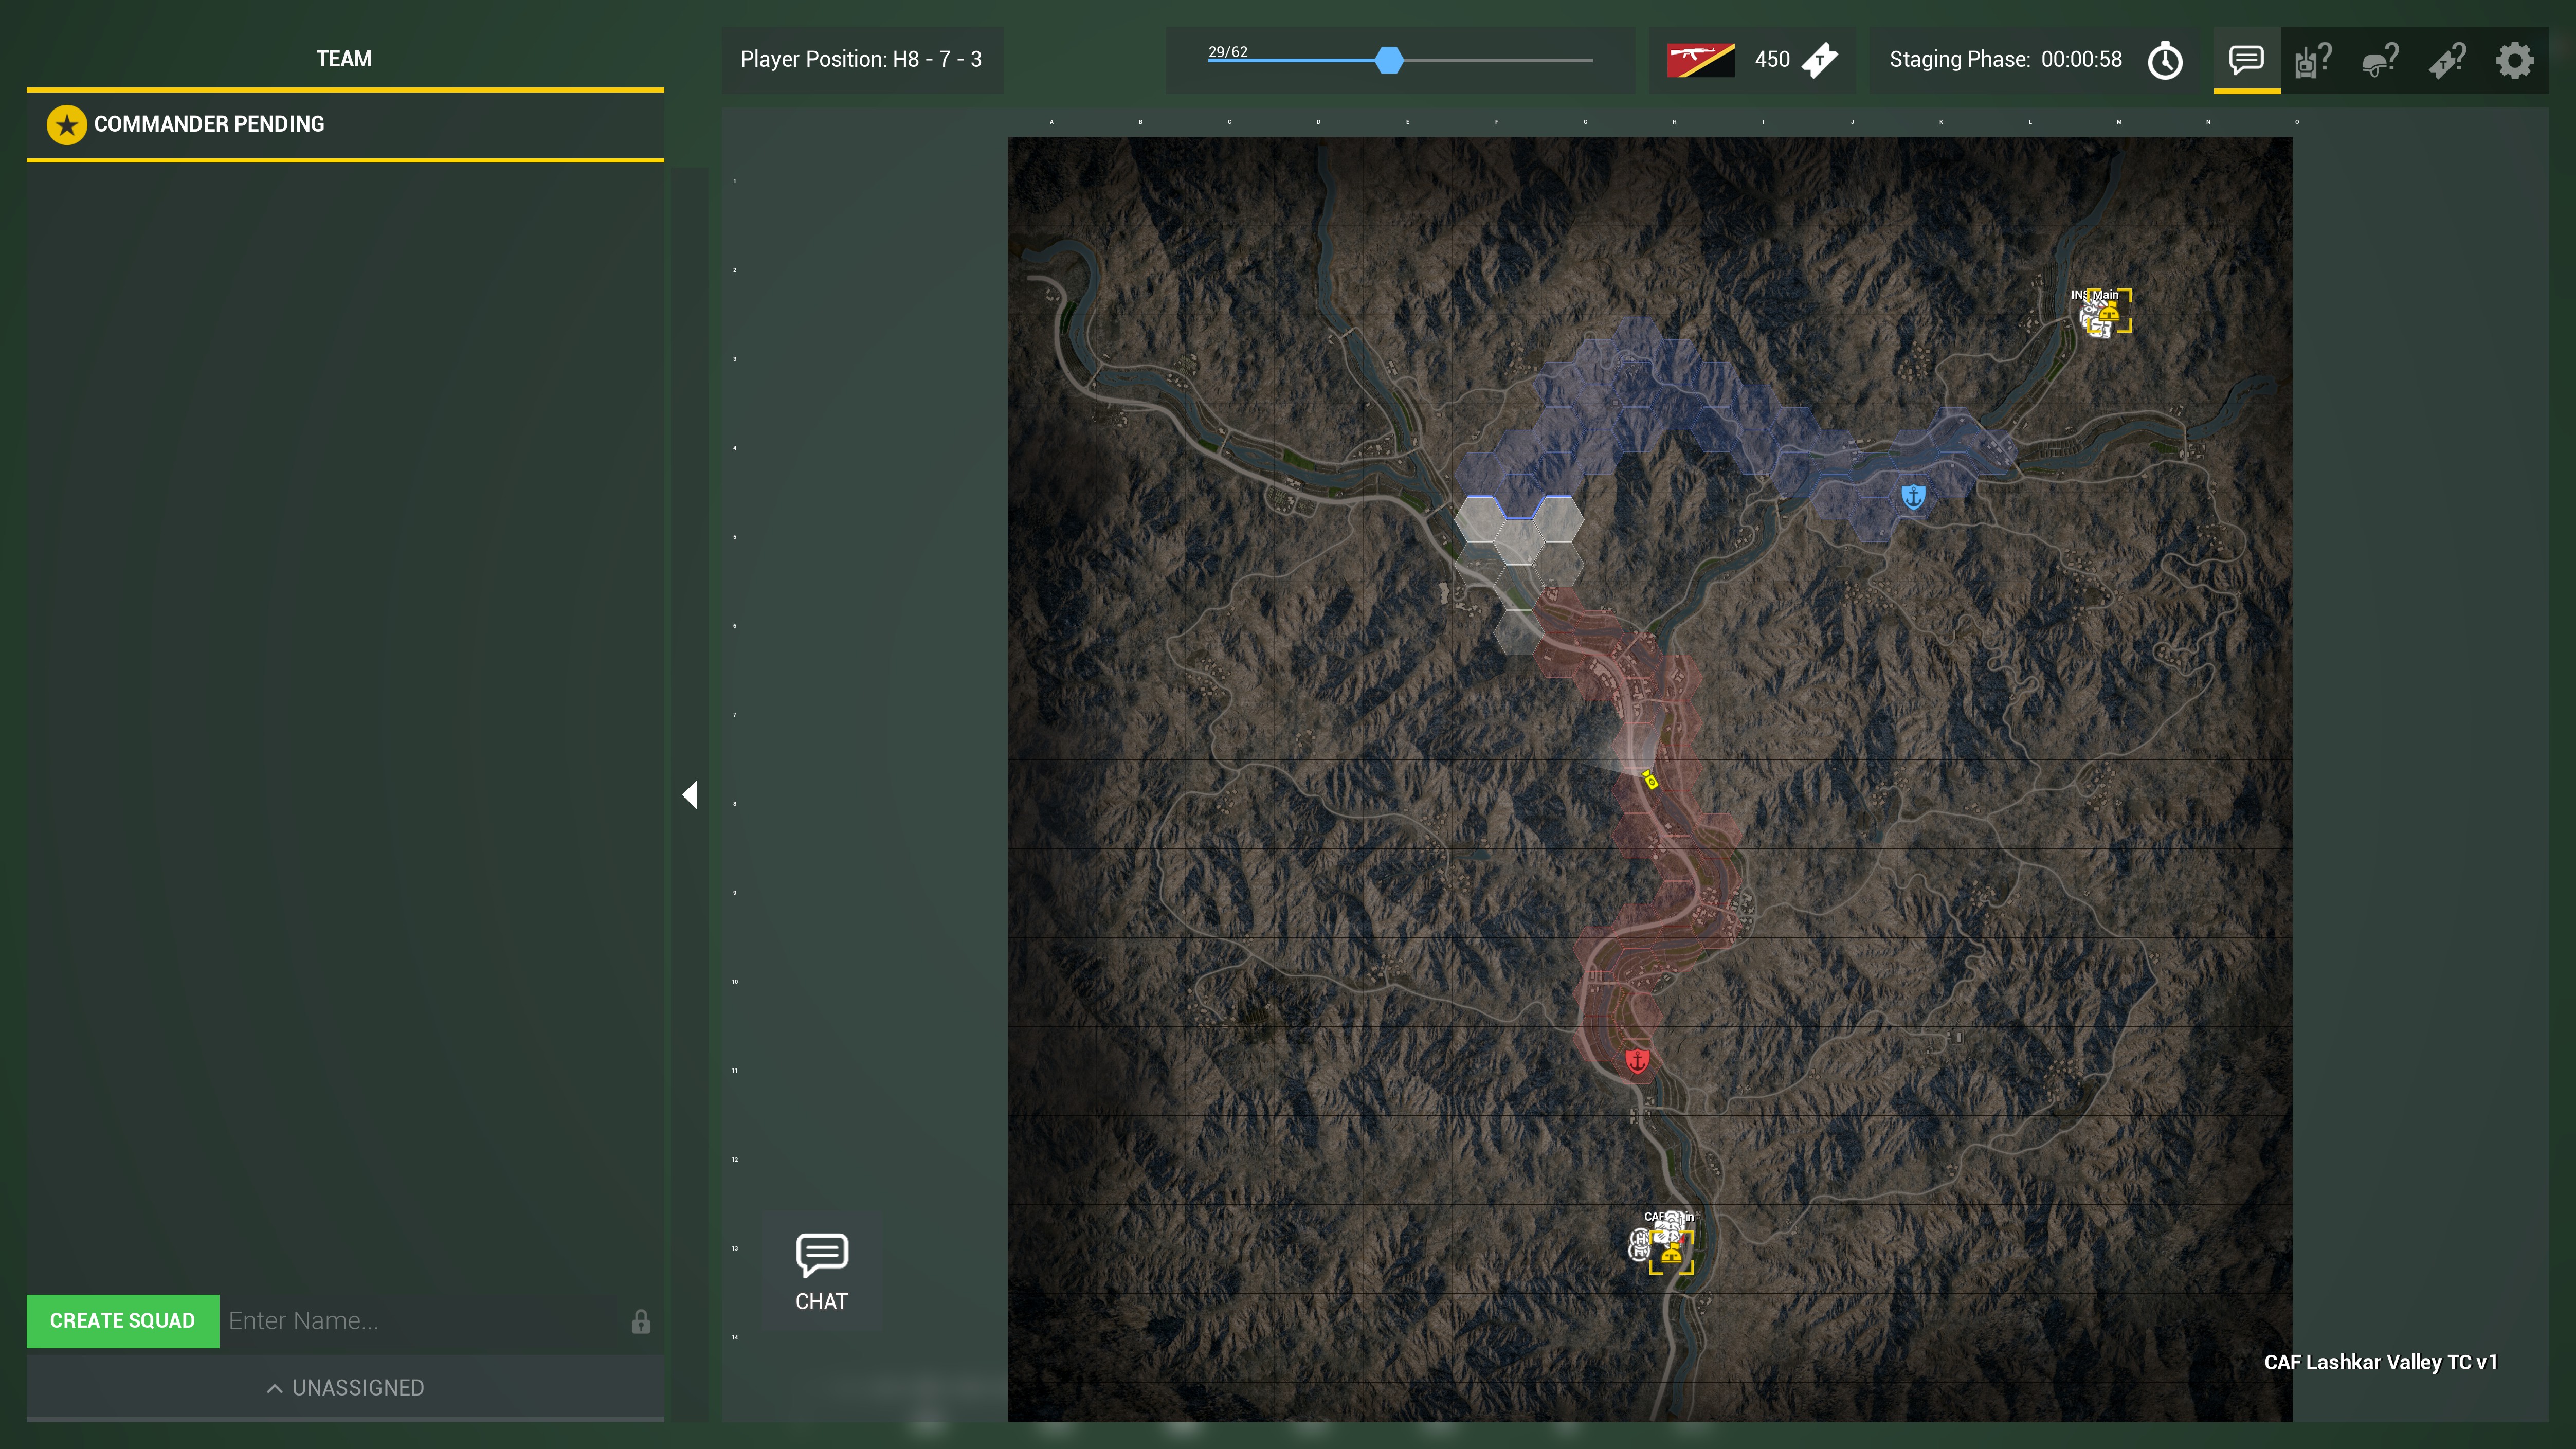 TEAM
Player Position: H8 - 7 - 3
29/62
450
T
Staging Phase: 00:00:58
COMMANDER PENDING
A B C D E F G H I J K L M N O
1
2
INS Main
3
4
5
6
7
8
9
10
11
12
13
14
CHAT
CREATE SQUAD
Enter Name...
UNASSIGNED
CAF Lashkar Valley TC v1